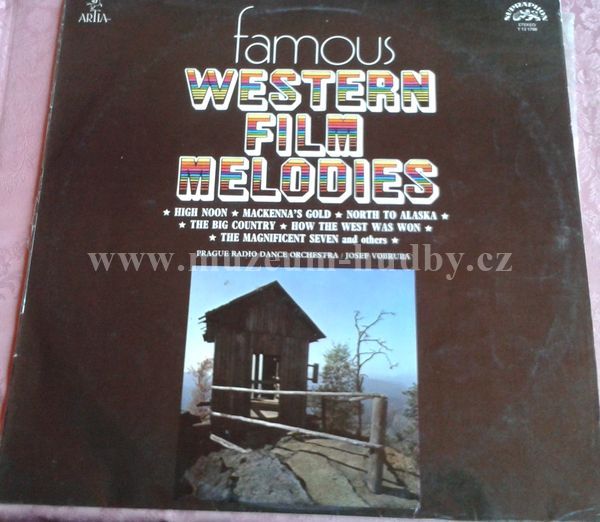 ARTIA
SUPRAPHON
STEREO
famous
WESTERN
FILM
MELODIES
★ HIGH NOON ★ MACKENNA'S GOLD ★ NORTH TO ALASKA ★
★ THE BIG COUNTRY ★ HOW THE WEST WAS WON ★
★ THE MAGNIFICENT SEVEN and others ★
PRAGUE RADIO DANCE ORCHESTRA / JOSEF VOBRUBA
www.muzeum-hudby.cz